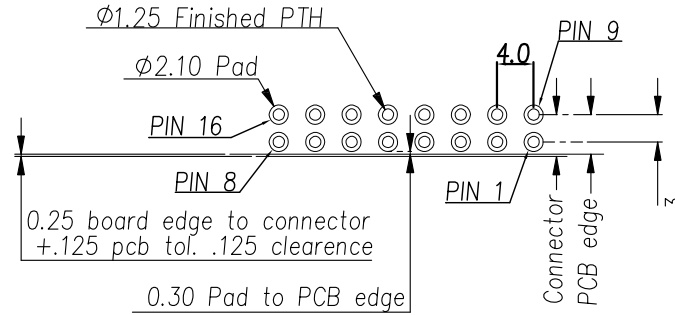 Ø1.25 Finished PTH
PIN 9
4.0
Ø2.10 Pad
PIN 16
PIN 8
PIN 1
3
0.25 board edge to connector
+.125 pcb tol. .125 clearence
0.30 Pad to PCB edge
Connector
PCB edge